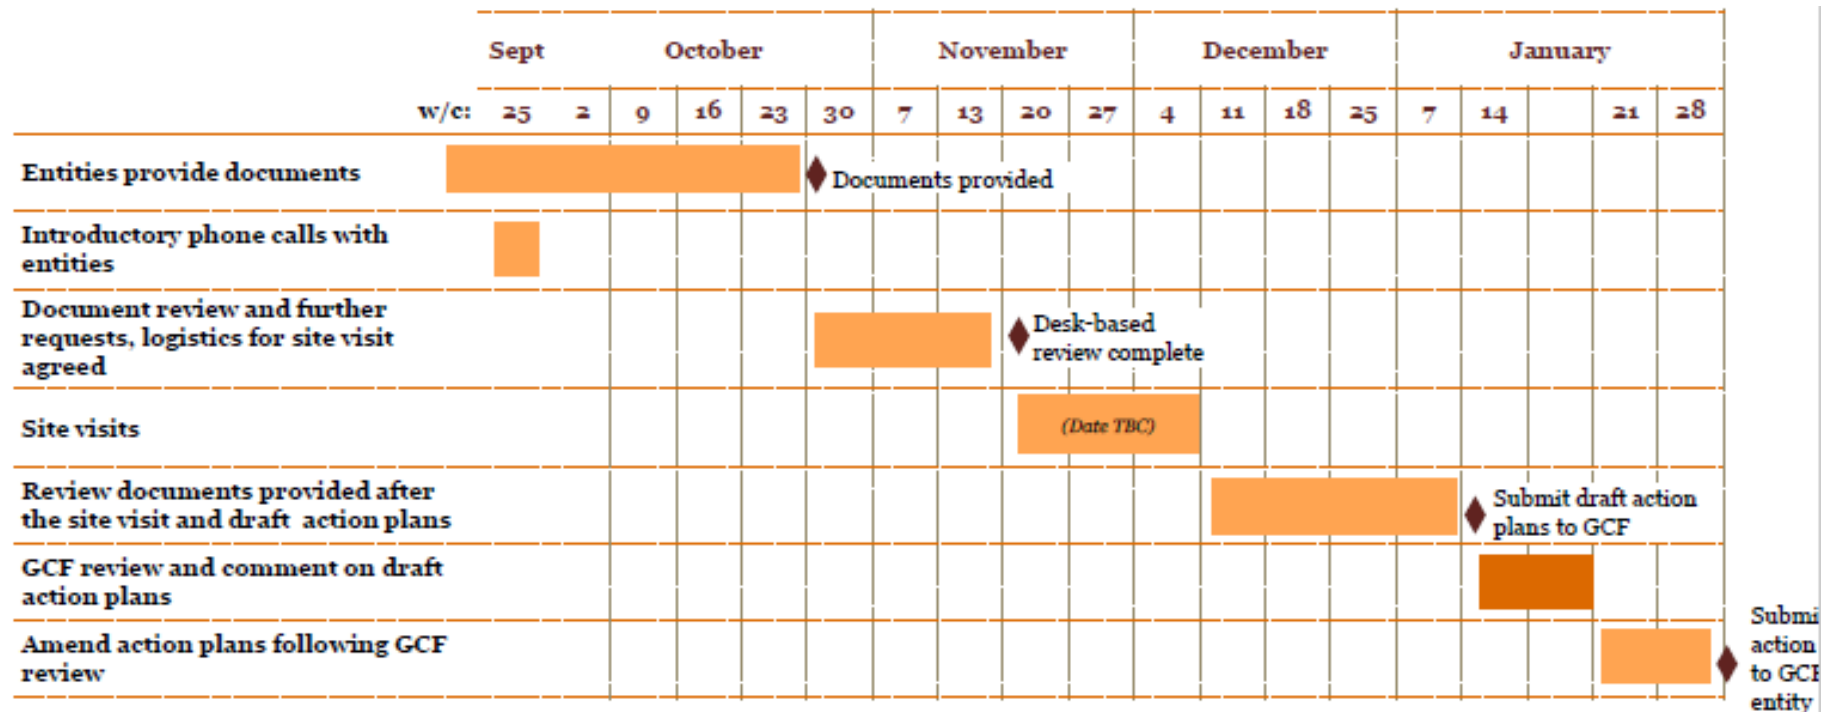 Sept October November December January
w/c: 25 2 9 16 23 30 7 13 20 27 4 11 18 25 7 14 21 28
Entities provide documents
Documents provided
Introductory phone calls with
entities
Document review and further
requests, logistics for site visit
agreed
Desk-based
review complete
Site visits
(Date TBC)
Review documents provided after
the site visit and draft action plans
Submit draft action
plans to GCF
GCF review and comment on draft
action plans
Amend action plans following GCF
review
Submi
action
to GCF
entity